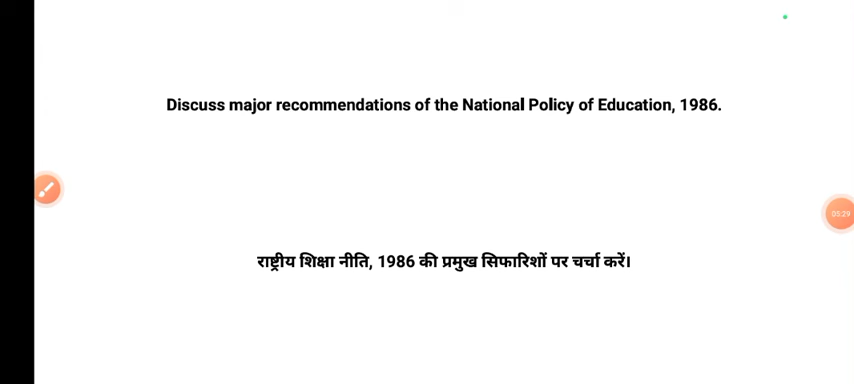 Discuss major recommendations of the National Policy of Education, 1986.
राष्ट्रीय शिक्षा नीति, 1986 की प्रमुख सिफारिशों पर चर्चा करें।
05:29